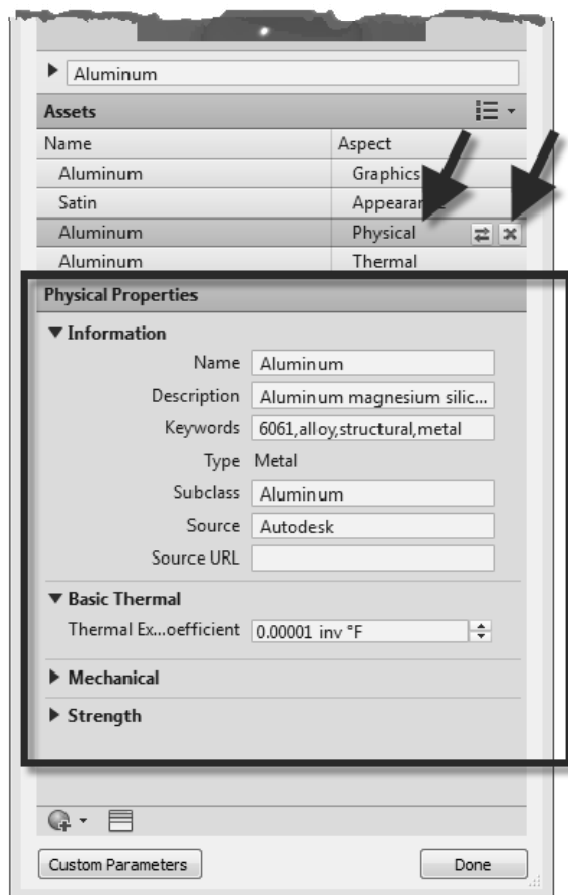 Aluminum
Assets
Name Aspect
Aluminum Graphics
Satin Appearance
Aluminum Physical
Aluminum Thermal
Physical Properties
Information
Name Aluminum
Description Aluminum magnesium silic...
Keywords 6061,alloy,structural,metal
Type Metal
Subclass Aluminum
Source Autodesk
Source URL
Basic Thermal
Thermal Ex...oefficient 0.00001 inv °F
Mechanical
Strength
Custom Parameters Done